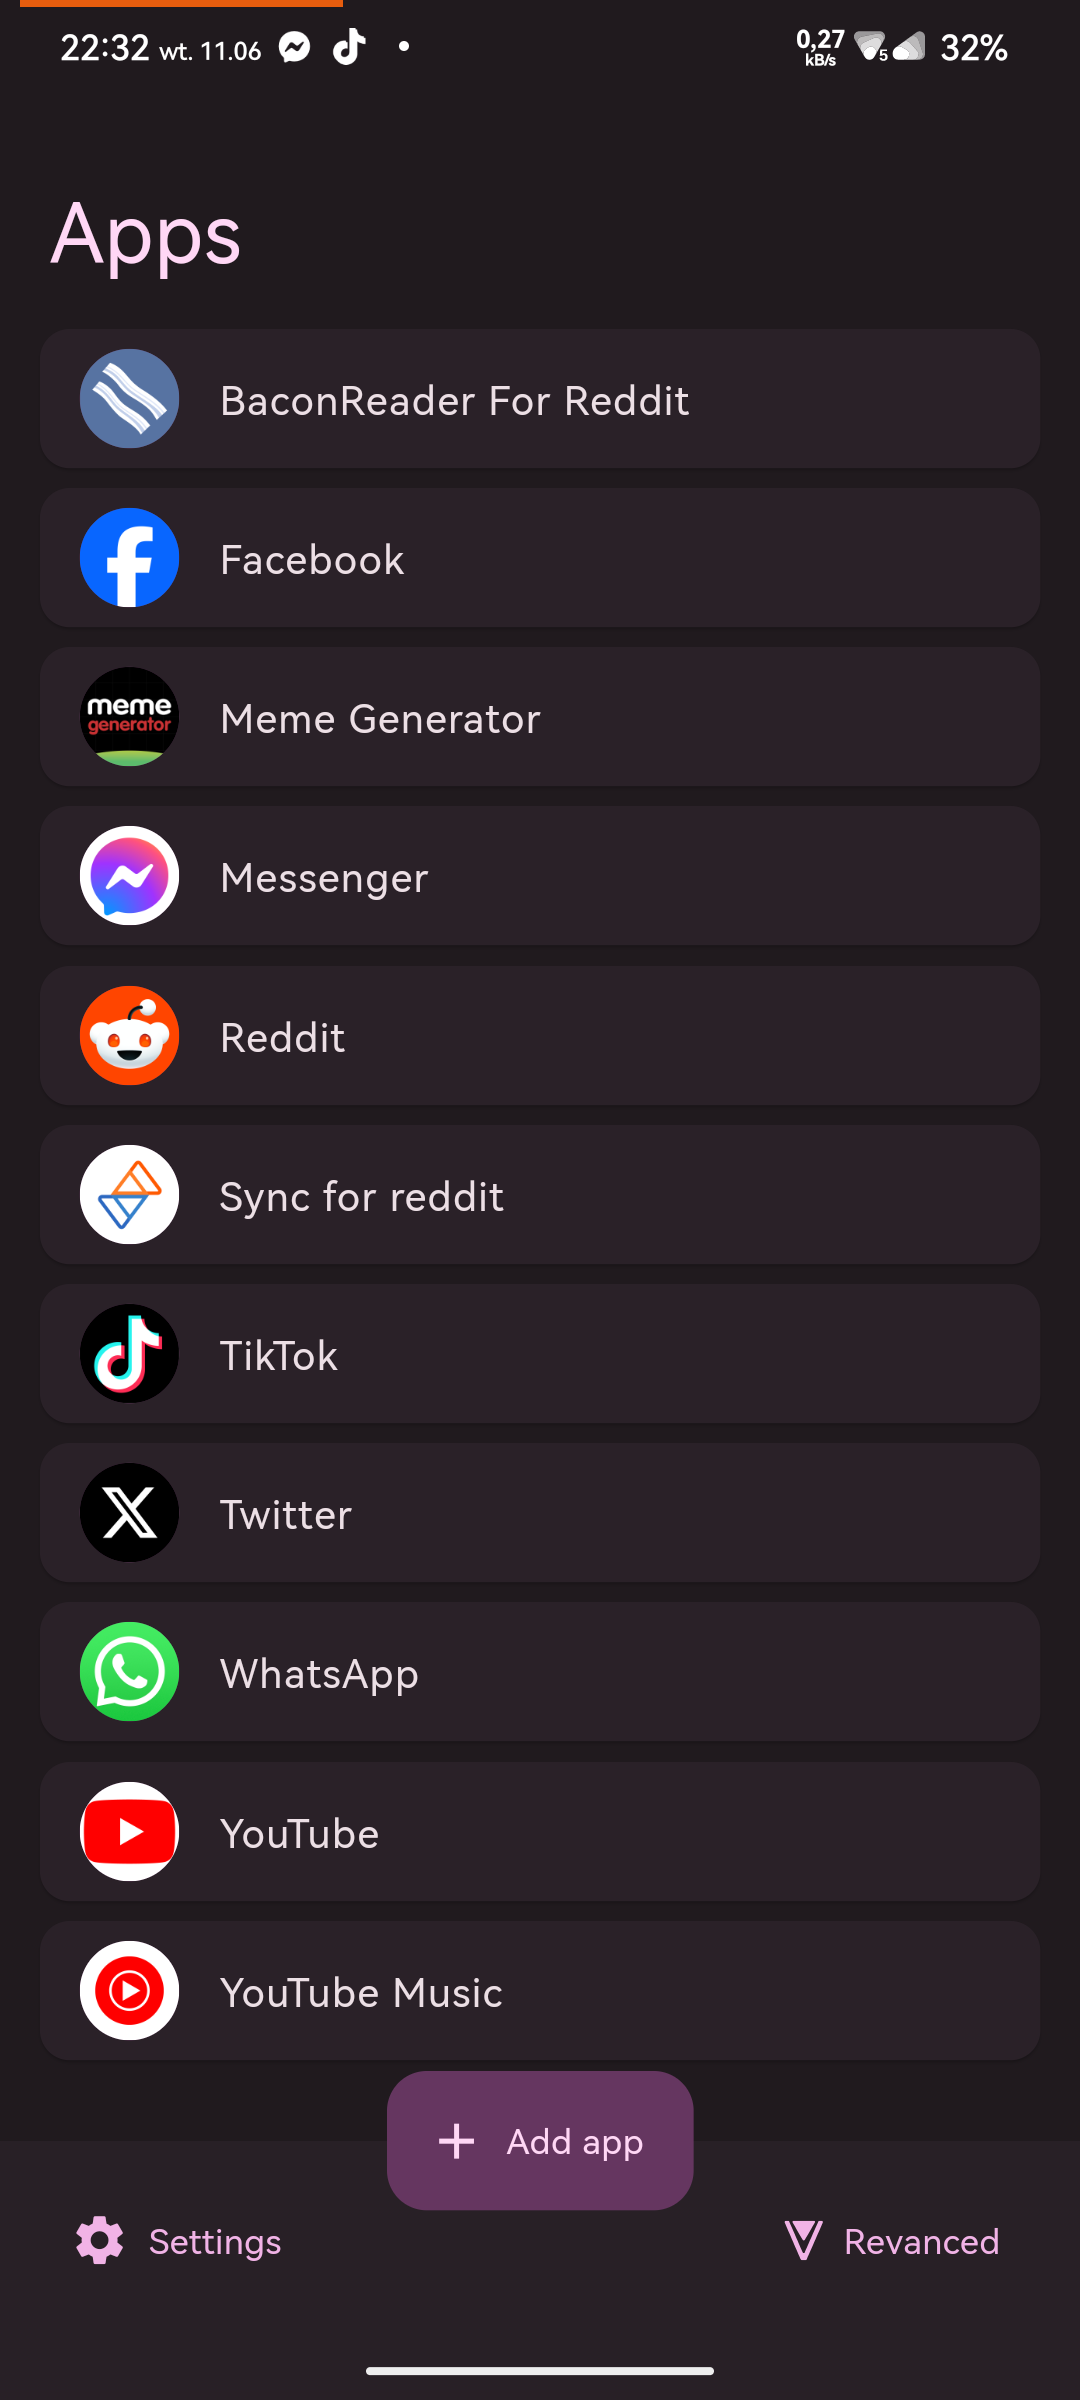 22:32 wt. 11.06
0,27
kB/s
5
32%
Apps
BaconReader For Reddit
Facebook
meme
generator
Meme Generator
Messenger
Reddit
Sync for reddit
TikTok
Twitter
WhatsApp
YouTube
YouTube Music
Add app
Settings
Revanced